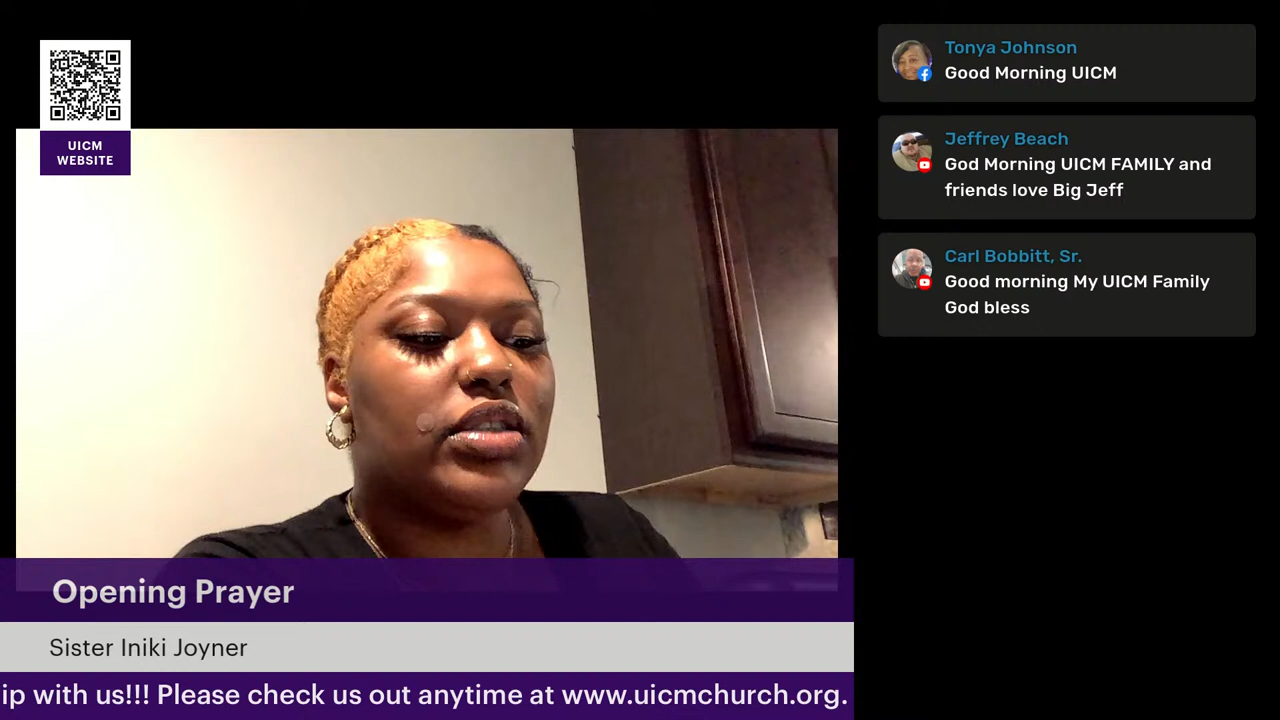 UICM
WEBSITE
Tonya Johnson
Good Morning UICM
Jeffrey Beach
God Morning UICM FAMILY and
friends love Big Jeff
Carl Bobbitt, Sr.
Good morning My UICM Family
God bless
Opening Prayer
Sister Iniki Joyner
ip with us!!! Please check us out anytime at www.uicmchurch.org.